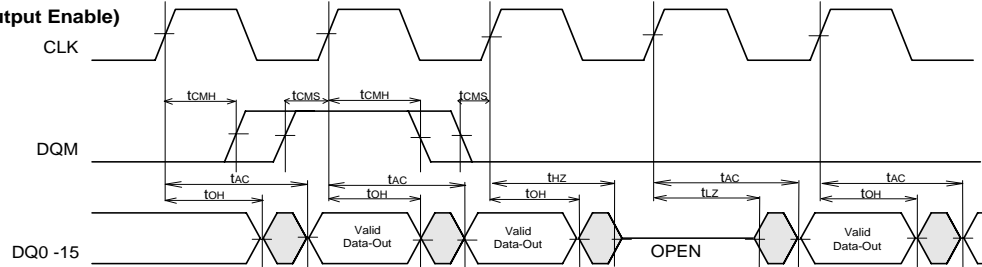 utput Enable)
CLK
tCMH tCMS tCMH tCMS
DQM
tAC tAC tHZ tAC tAC
tOH tOH tOH tLZ tOH
DQ0 -15
Valid Data-Out
Valid Data-Out
OPEN
Valid Data-Out